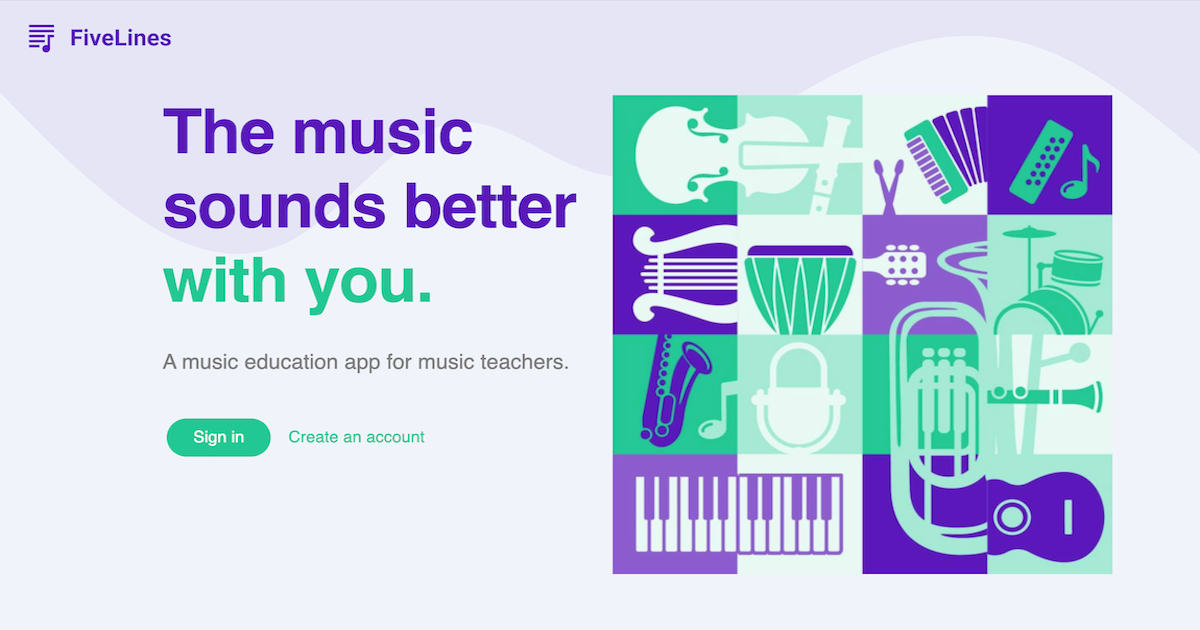 FiveLines
The music
sounds better
with you.
A music education app for music teachers.
Sign in
Create an account